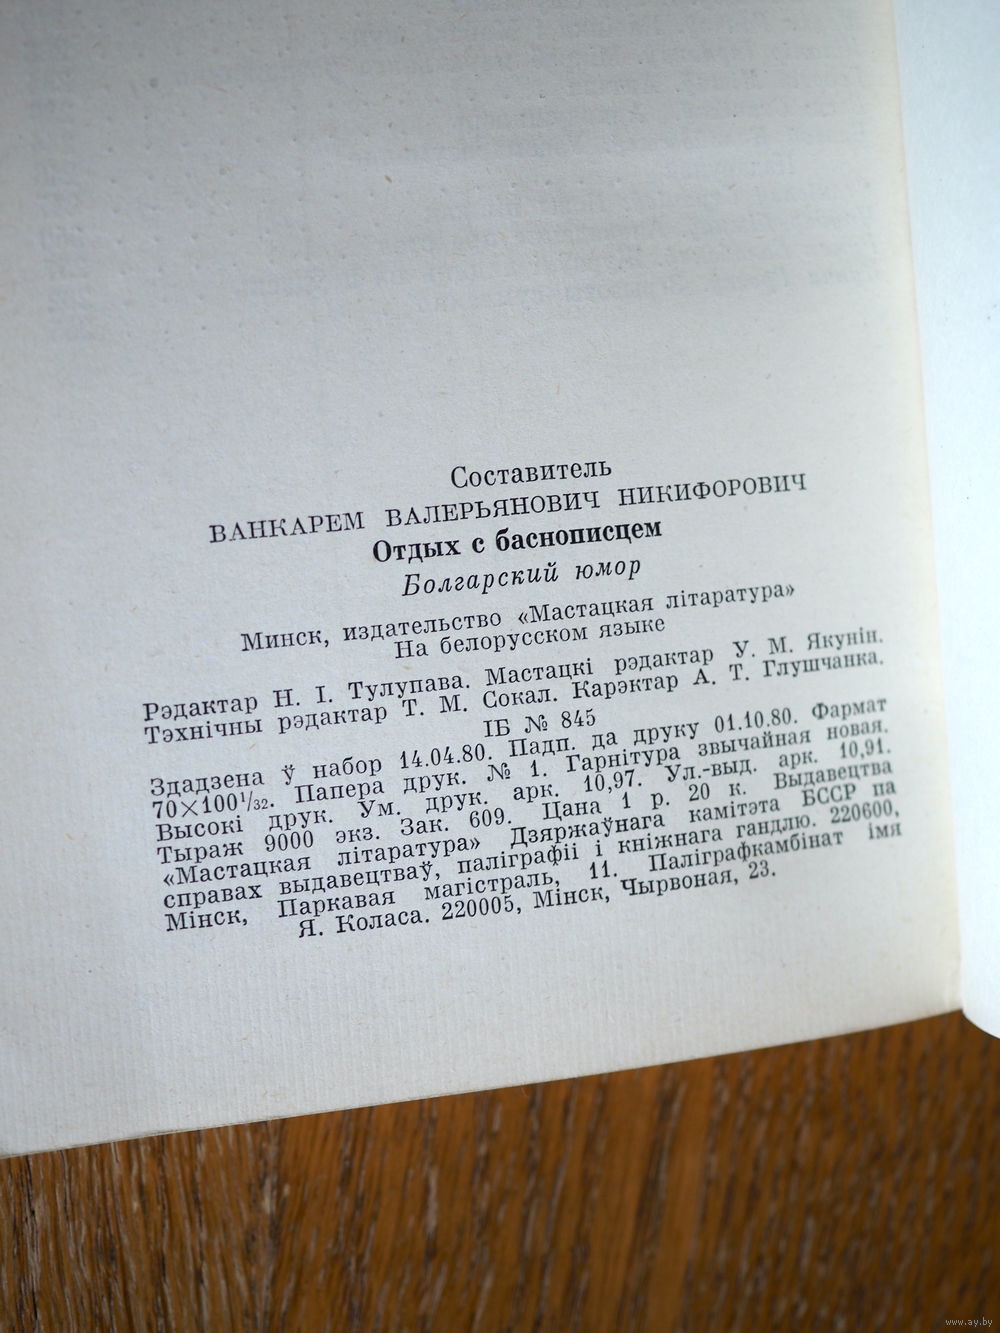 Составитель
ВАНКАРЕМ ВАЛЕРЬЯНОВИЧ НИКИФОРОВИЧ
Отдых с баснописцем
Болгарский юмор
Минск, издательство «Мастацкая літаратура»
На белорусском языке
Рэдактар Н. І. Тулупава. Мастацкі рэдактар У. М. Якунін.
Тэхнічны рэдактар Т. М. Сокал. Карэктар А. Т. Глушчанка.
ІБ № 845
Здадзена ў набор 14.04.80. Падп. да друку 01.10.80. Фармат
70×100¹/₃₂. Папера друк. № 1. Гарнітура звычайная новая.
Высокі друк. Ум. друк. арк. 10,97. Ул.-выд. арк. 10,91.
Тыраж 9000 экз. Зак. 609. Цана 1 р. 20 к. Выдавецтва
«Мастацкая літаратура» Дзяржаўнага камітэта БССР па
справах выдавецтваў, паліграфіі і кніжнага гандлю. 220600,
Мінск, Паркавая магістраль, 11. Паліграфкамбінат імя
Я. Коласа. 220005, Мінск, Чырвоная, 23.
www.ay.by